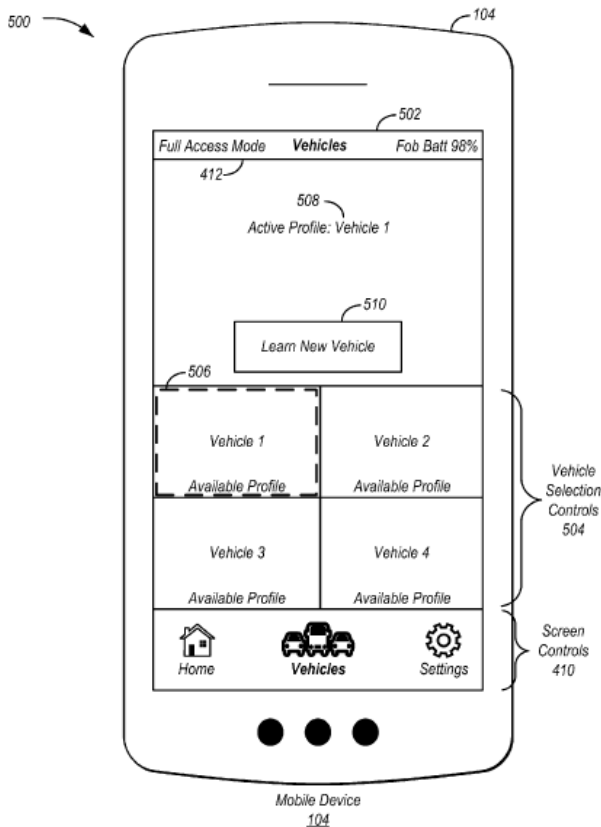 500
104
502
Full Access Mode Vehicles Fob Batt 98%
412
508
Active Profile: Vehicle 1
510
Learn New Vehicle
506
Vehicle 1 Vehicle 2
Available Profile Available Profile
Vehicle
Selection
Controls
504
Vehicle 3 Vehicle 4
Available Profile Available Profile
Home Vehicles Settings
Screen
Controls
410
Mobile Device
104